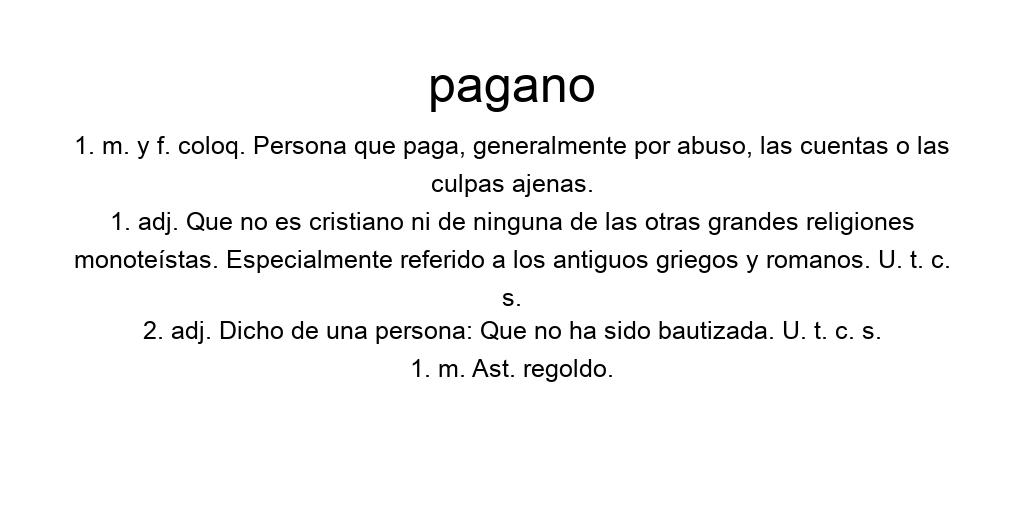 pagano
1. m. y f. coloq. Persona que paga, generalmente por abuso, las cuentas o las
culpas ajenas.
1. adj. Que no es cristiano ni de ninguna de las otras grandes religiones
monoteístas. Especialmente referido a los antiguos griegos y romanos. U. t. c.
s.
2. adj. Dicho de una persona: Que no ha sido bautizada. U. t. c. s.
1. m. Ast. regoldo.